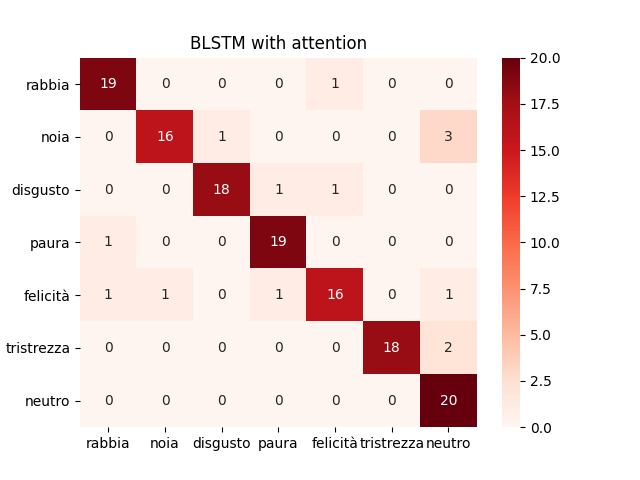 BLSTM with attention
rabbia 19 0 0 0 1 0 0
noia 0 16 1 0 0 0 3
disgusto 0 0 18 1 1 0 0
paura 1 0 0 19 0 0 0
felicità 1 1 0 1 16 0 1
tristrezza 0 0 0 0 0 18 2
neutro 0 0 0 0 0 0 20
rabbia noia disgusto paura felicità tristrezza neutro
20.0
17.5
15.0
12.5
10.0
7.5
5.0
2.5
0.0